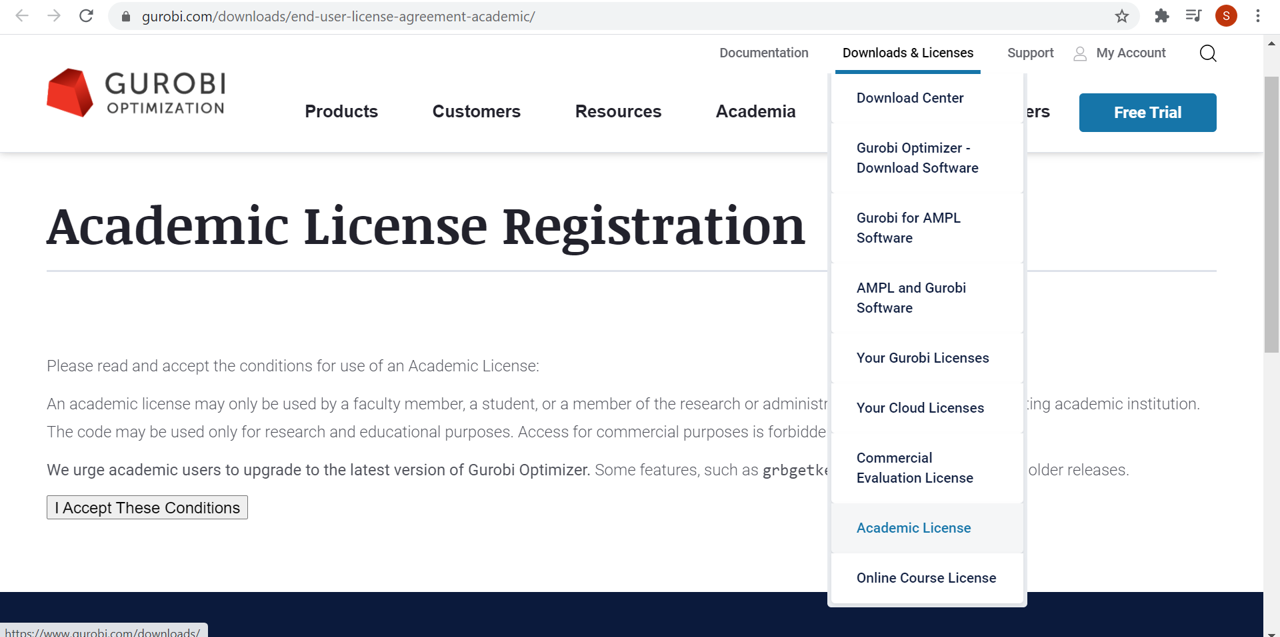 gurobi.com/downloads/end-user-license-agreement-academic/
S
Documentation
Downloads & Licenses
Support
My Account
GUROBI
OPTIMIZATION
Products
Customers
Resources
Academia
ers
Free Trial
Download Center
Gurobi Optimizer -
Download Software
Gurobi for AMPL
Software
AMPL and Gurobi
Software
Your Gurobi Licenses
Your Cloud Licenses
Commercial
Evaluation License
Academic License
Online Course License
Academic License Registration
Please read and accept the conditions for use of an Academic License:
An academic license may only be used by a faculty member, a student, or a member of the research or administr ing academic institution.
The code may be used only for research and educational purposes. Access for commercial purposes is forbidde
We urge academic users to upgrade to the latest version of Gurobi Optimizer. Some features, such as grbgetke older releases.
I Accept These Conditions
https://www.gurobi.com/downloads/